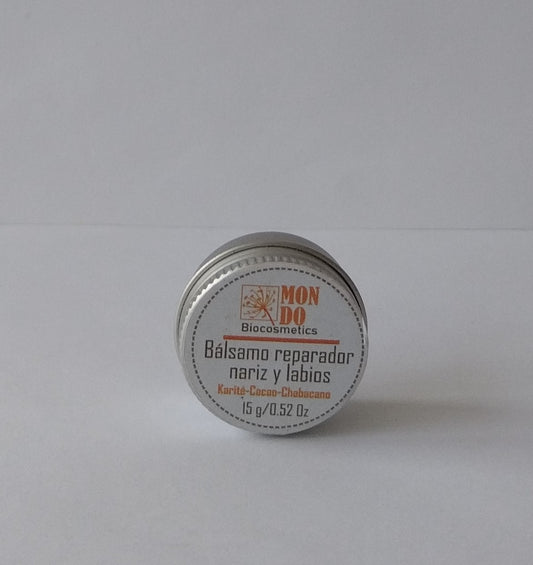 MON
DO
Biocosmetics
Bálsamo reparador
nariz y labios
Karité-Cacao-Chabacano
15 g/0.52 Oz